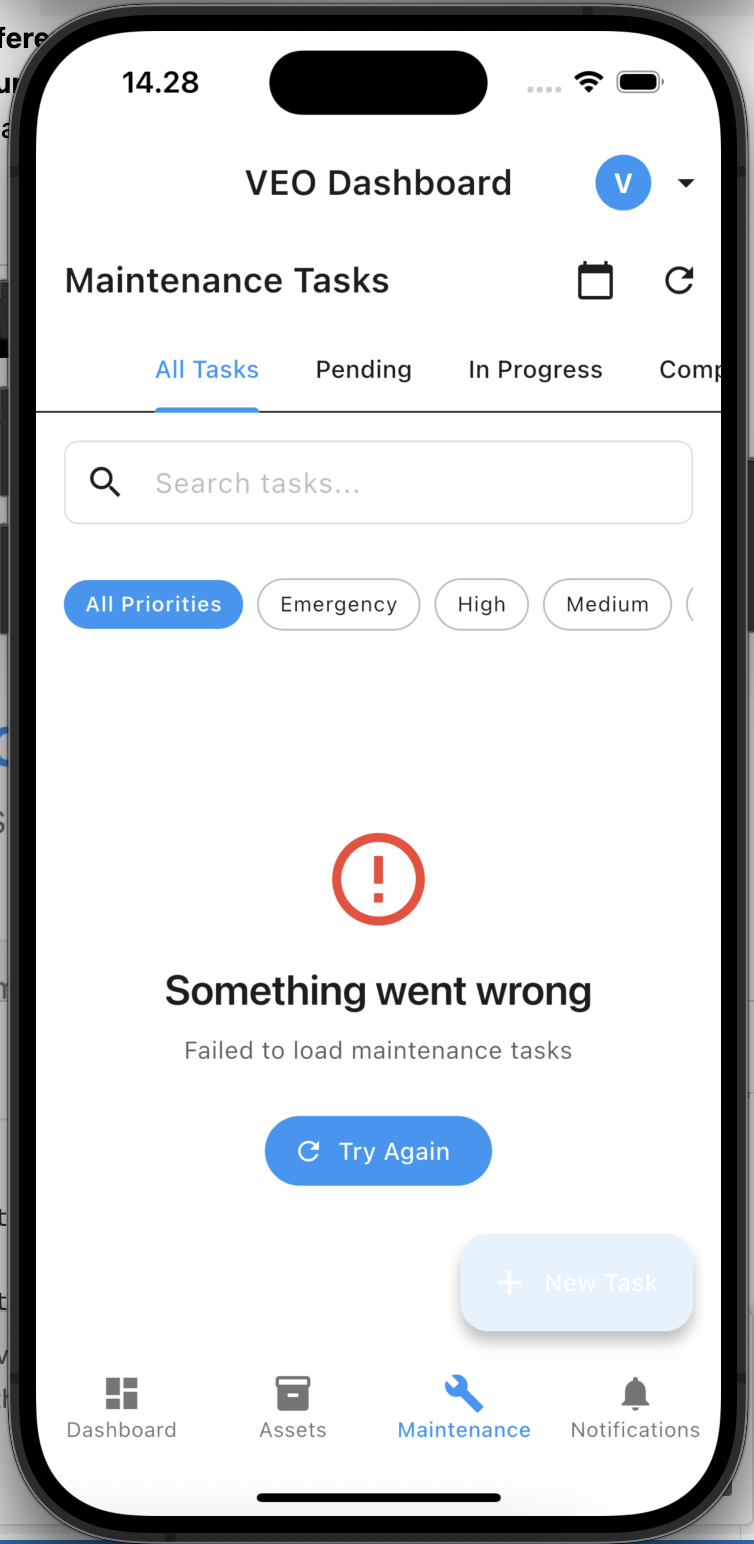 14.28
VEO Dashboard
V
Maintenance Tasks
All Tasks
Pending
In Progress
Comp
Search tasks...
All Priorities
Emergency
High
Medium
Something went wrong
Failed to load maintenance tasks
Try Again
New Task
Dashboard
Assets
Maintenance
Notifications